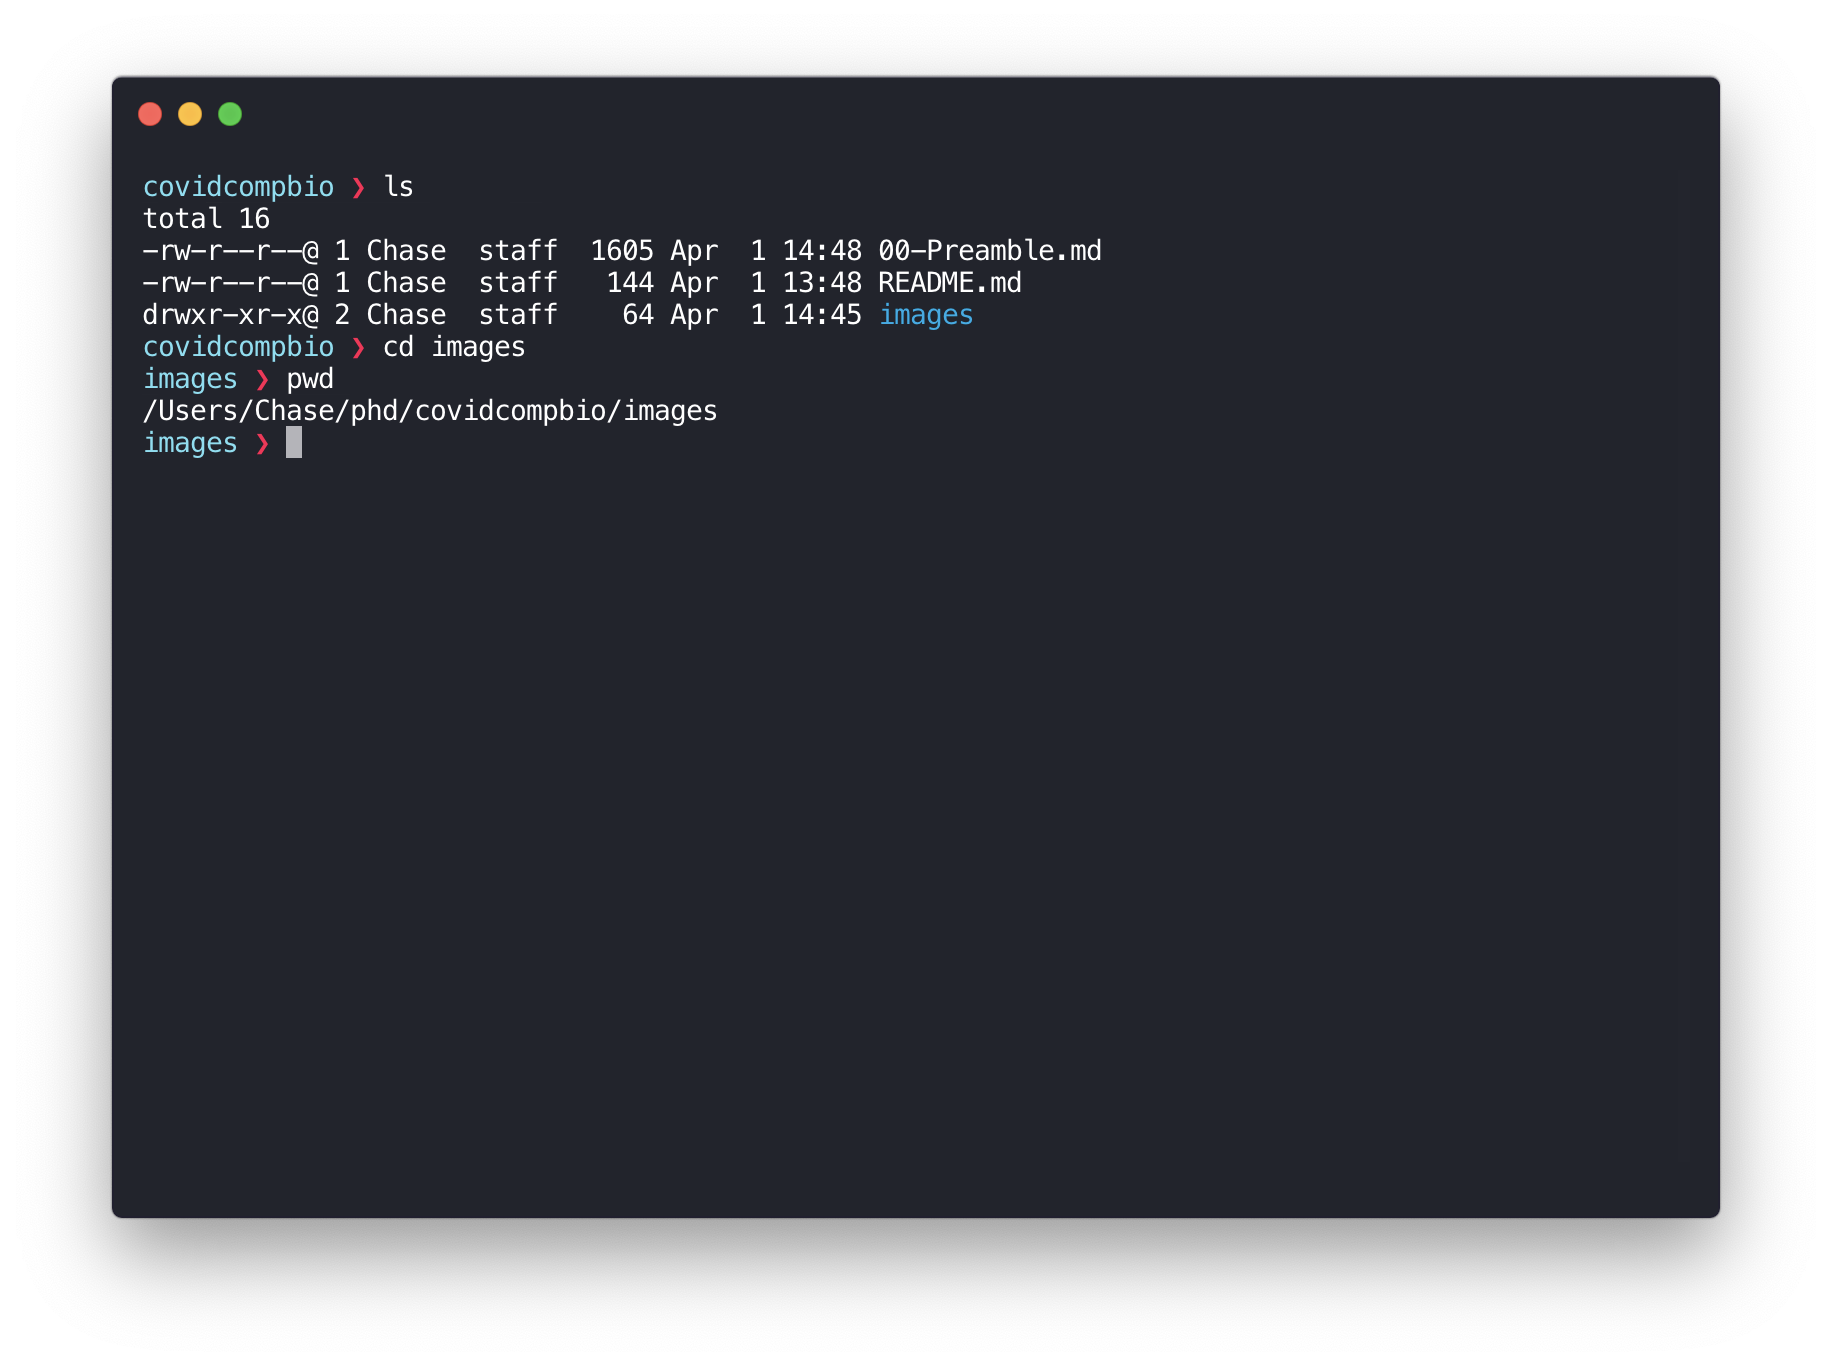 covidcompbio ❯ ls
total 16
-rw-r--r--@ 1 Chase  staff  1605 Apr  1 14:48 00-Preamble.md
-rw-r--r--@ 1 Chase  staff   144 Apr  1 13:48 README.md
drwxr-xr-x@ 2 Chase  staff    64 Apr  1 14:45 images
covidcompbio ❯ cd images
images ❯ pwd
/Users/Chase/phd/covidcompbio/images
images ❯